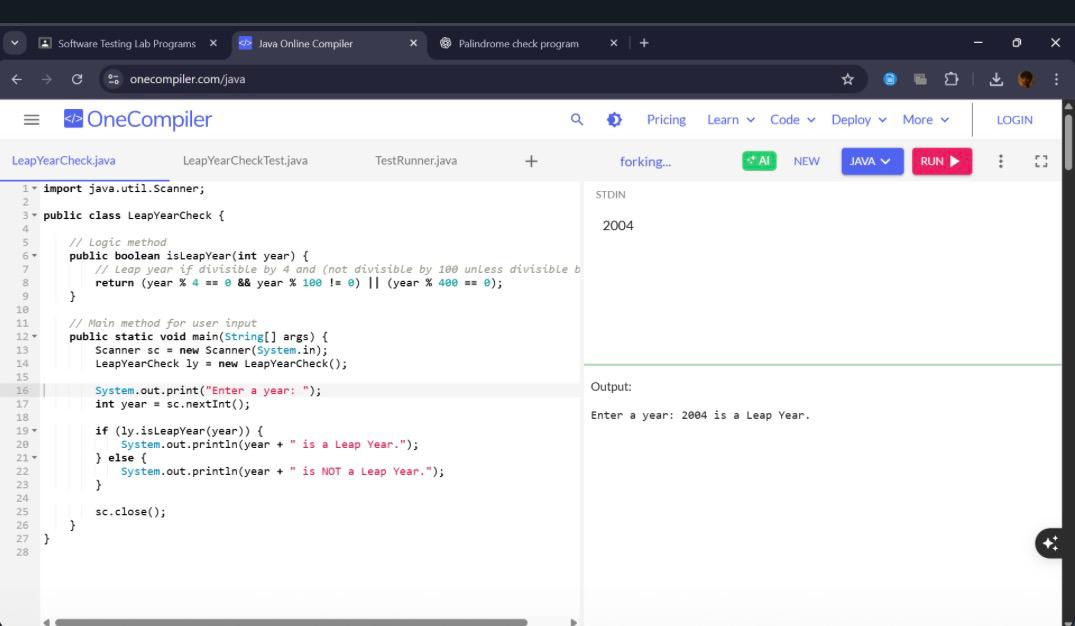 Software Testing Lab Programs
Java Online Compiler
Palindrome check program
onecompiler.com/java
OneCompiler
Pricing
Learn
Code
Deploy
More
LOGIN
LeapYearCheck.java
LeapYearCheckTest.java
TestRunner.java
forking...
AI
NEW
JAVA
RUN
1 import java.util.Scanner;
2
3 public class LeapYearCheck {
4
5 // Logic method
6 public boolean isLeapYear(int year) {
7 // Leap year if divisible by 4 and (not divisible by 100 unless divisible b
8 return (year % 4 == 0 && year % 100 != 0) || (year % 400 == 0);
9 }
10
11 // Main method for user input
12 public static void main(String[] args) {
13 Scanner sc = new Scanner(System.in);
14 LeapYearCheck ly = new LeapYearCheck();
15
16 System.out.print("Enter a year: ");
17 int year = sc.nextInt();
18
19 if (ly.isLeapYear(year)) {
20 System.out.println(year + " is a Leap Year.");
21 } else {
22 System.out.println(year + " is NOT a Leap Year.");
23 }
24
25 sc.close();
26 }
27 }
28
STDIN
2004
Output:
Enter a year: 2004 is a Leap Year.